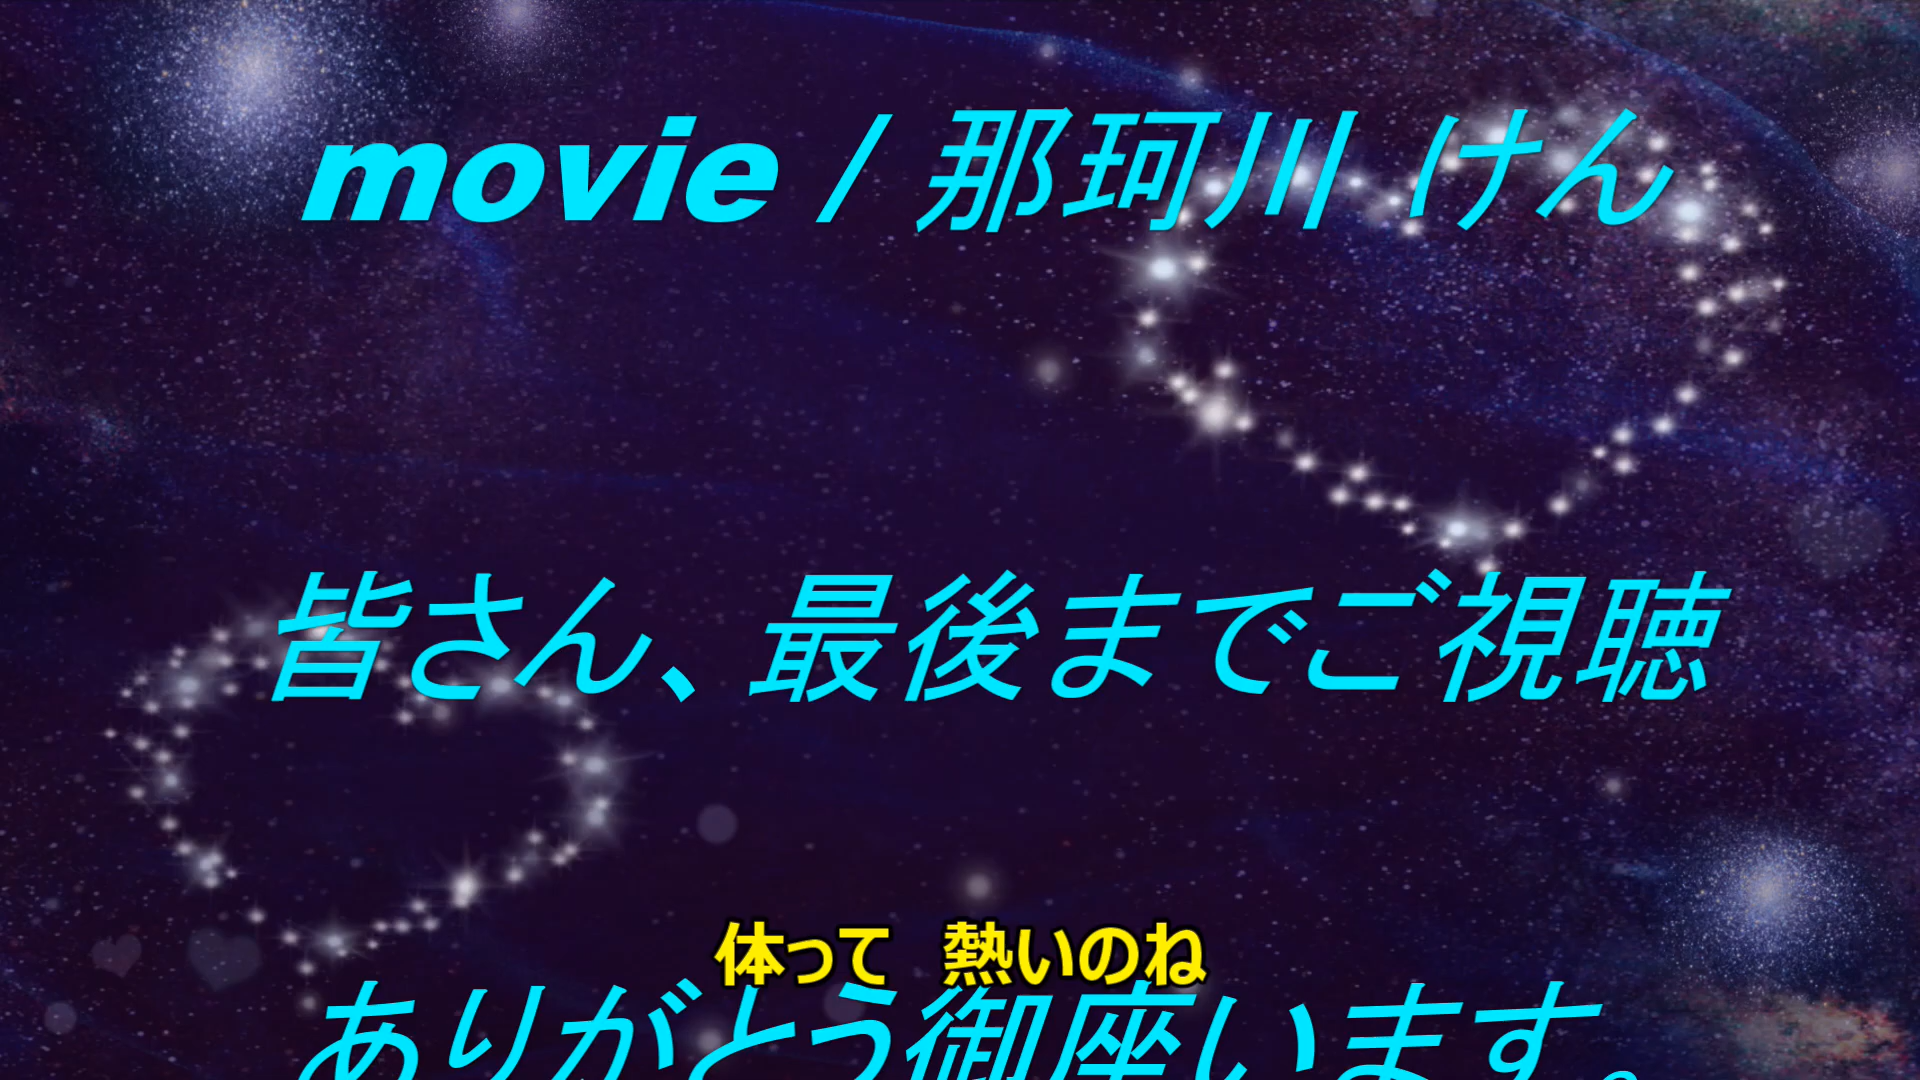 movie / 那珂川 けん
皆さん、最後までご視聴
体って 熱いのね
ありがとう御座います。